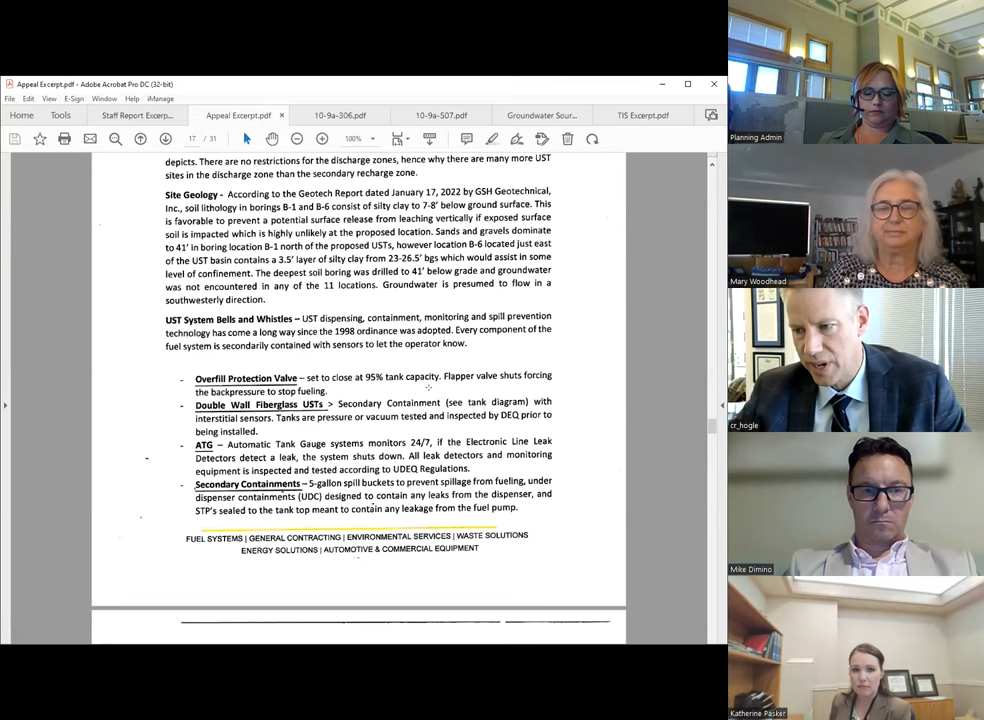 Appeal Excerpt.pdf - Adobe Acrobat Pro DC (32-bit)
File Edit View E-Sign Window Help iManage
Home Tools Staff Report Excerp... Appeal Excerpt.pdf × 10-9a-306.pdf 10-9a-507.pdf Groundwater Sour... TIS Excerpt.pdf
17 / 31 100%
depicts. There are no restrictions for the discharge zones, hence why there are many more UST
sites in the discharge zone than the secondary recharge zone.
Site Geology - According to the Geotech Report dated January 17, 2022 by GSH Geotechnical,
Inc., soil lithology in borings B-1 and B-6 consist of silty clay to 7-8' below ground surface. This
is favorable to prevent a potential surface release from leaching vertically if exposed surface
soil is impacted which is highly unlikely at the proposed location. Sands and gravels dominate
to 41' in boring location B-1 north of the proposed USTs, however location B-6 located just east
of the UST basin contains a 3.5' layer of silty clay from 23-26.5' bgs which would assist in some
level of confinement. The deepest soil boring was drilled to 41' below grade and groundwater
was not encountered in any of the 11 locations. Groundwater is presumed to flow in a
southwesterly direction.
UST System Bells and Whistles – UST dispensing, containment, monitoring and spill prevention
technology has come a long way since the 1998 ordinance was adopted. Every component of the
fuel system is secondarily contained with sensors to let the operator know.
- Overfill Protection Valve – set to close at 95% tank capacity. Flapper valve shuts forcing
the backpressure to stop fueling.
- Double Wall Fiberglass USTs > Secondary Containment (see tank diagram) with
interstitial sensors. Tanks are pressure or vacuum tested and inspected by DEQ prior to
being installed.
- ATG – Automatic Tank Gauge systems monitors 24/7, if the Electronic Line Leak
Detectors detect a leak, the system shuts down. All leak detectors and monitoring
equipment is inspected and tested according to UDEQ Regulations.
- Secondary Containments – 5-gallon spill buckets to prevent spillage from fueling, under
dispenser containments (UDC) designed to contain any leaks from the dispenser, and
STP's sealed to the tank top meant to contain any leakage from the fuel pump.
FUEL SYSTEMS | GENERAL CONTRACTING | ENVIRONMENTAL SERVICES | WASTE SOLUTIONS
ENERGY SOLUTIONS | AUTOMOTIVE & COMMERCIAL EQUIPMENT
Planning Admin
Mary Woodhead
cr_hogle
Mike Dimino
Katherine Pasker